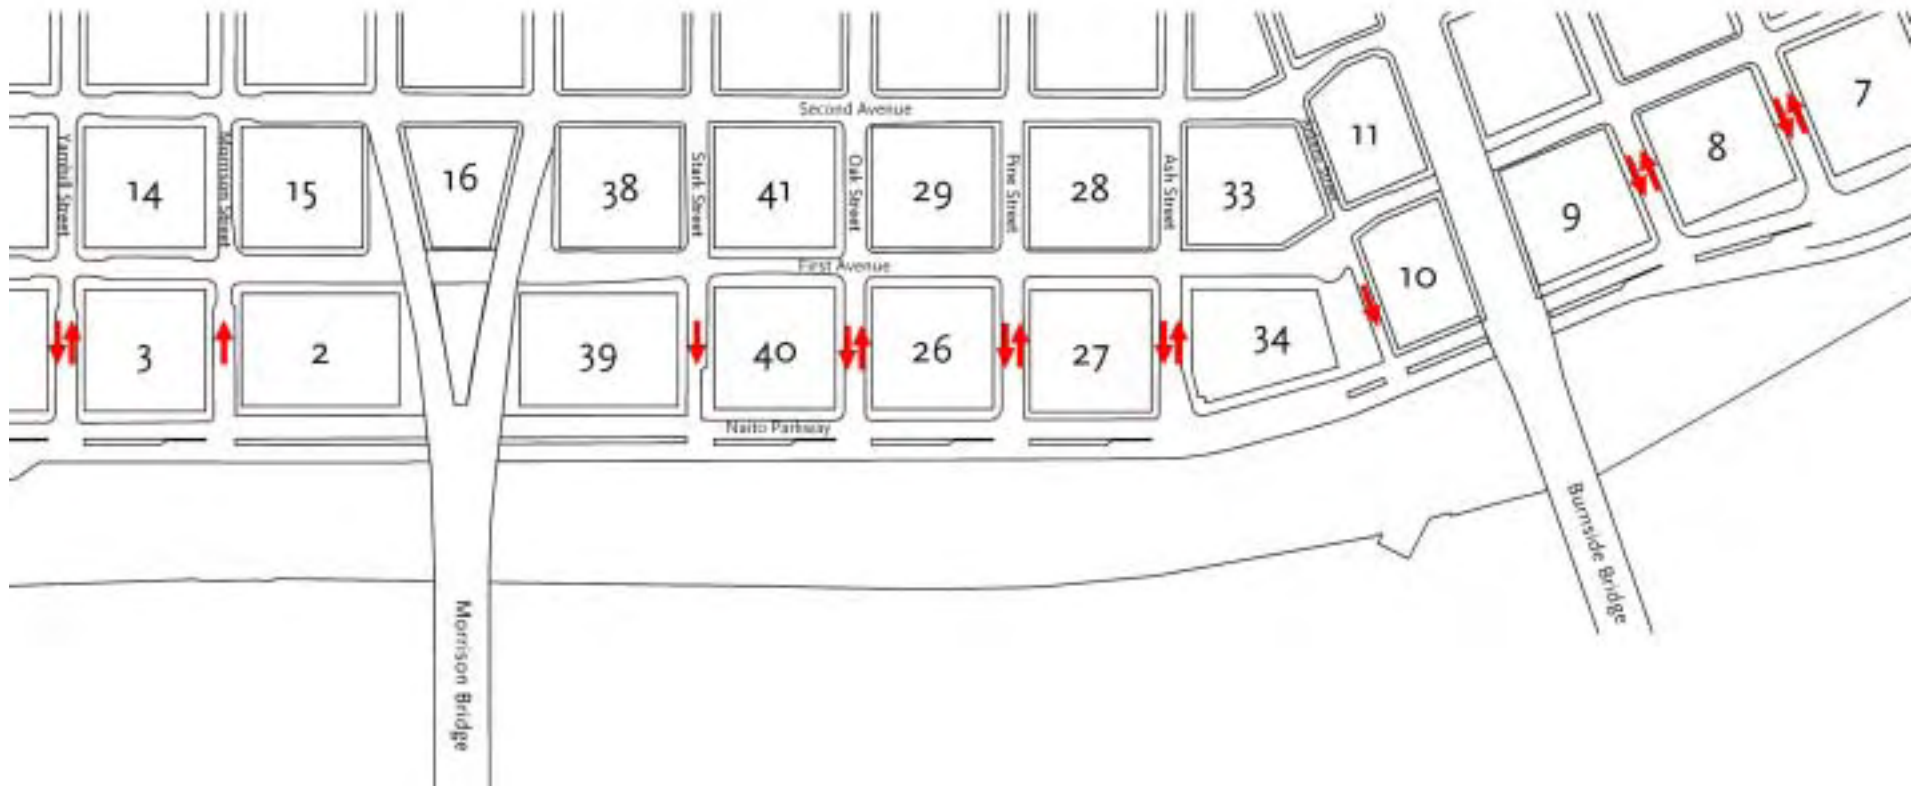 Second Avenue
7
8
11
Yamhill Street
14
Morrison Street
15
16
38
Stark Street
41
Oak Street
29
Pine Street
28
Ash Street
33
9
First Avenue
10
3
2
39
40
26
27
34
Naito Parkway
Morrison Bridge
Burnside Bridge